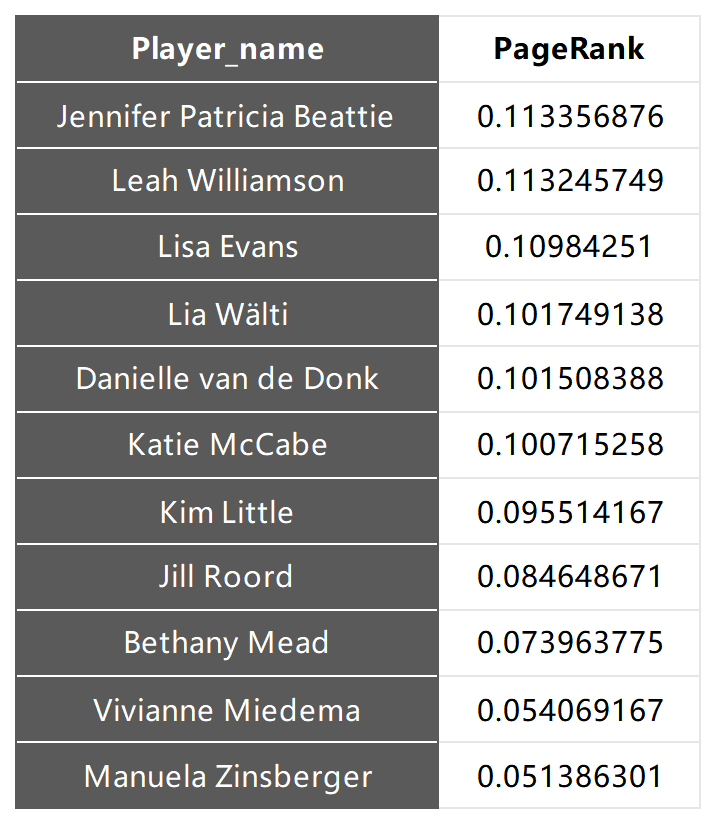 Player_name PageRank
Jennifer Patricia Beattie 0.113356876
Leah Williamson 0.113245749
Lisa Evans 0.10984251
Lia Wälti 0.101749138
Danielle van de Donk 0.101508388
Katie McCabe 0.100715258
Kim Little 0.095514167
Jill Roord 0.084648671
Bethany Mead 0.073963775
Vivianne Miedema 0.054069167
Manuela Zinsberger 0.051386301